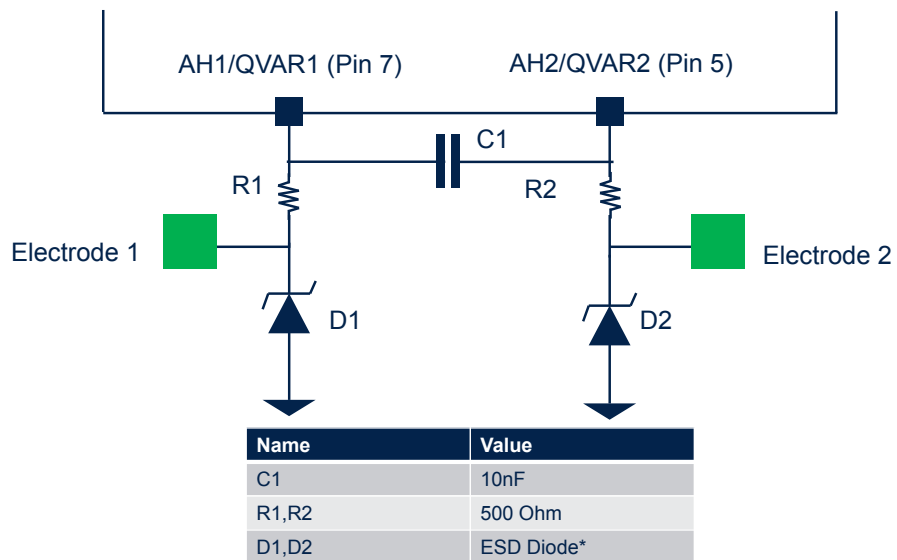 AH1/QVAR1 (Pin 7) AH2/QVAR2 (Pin 5)
C1
R1 R2
Electrode 1 Electrode 2
D1 D2
Name Value
C1 10nF
R1,R2 500 Ohm
D1,D2 ESD Diode*